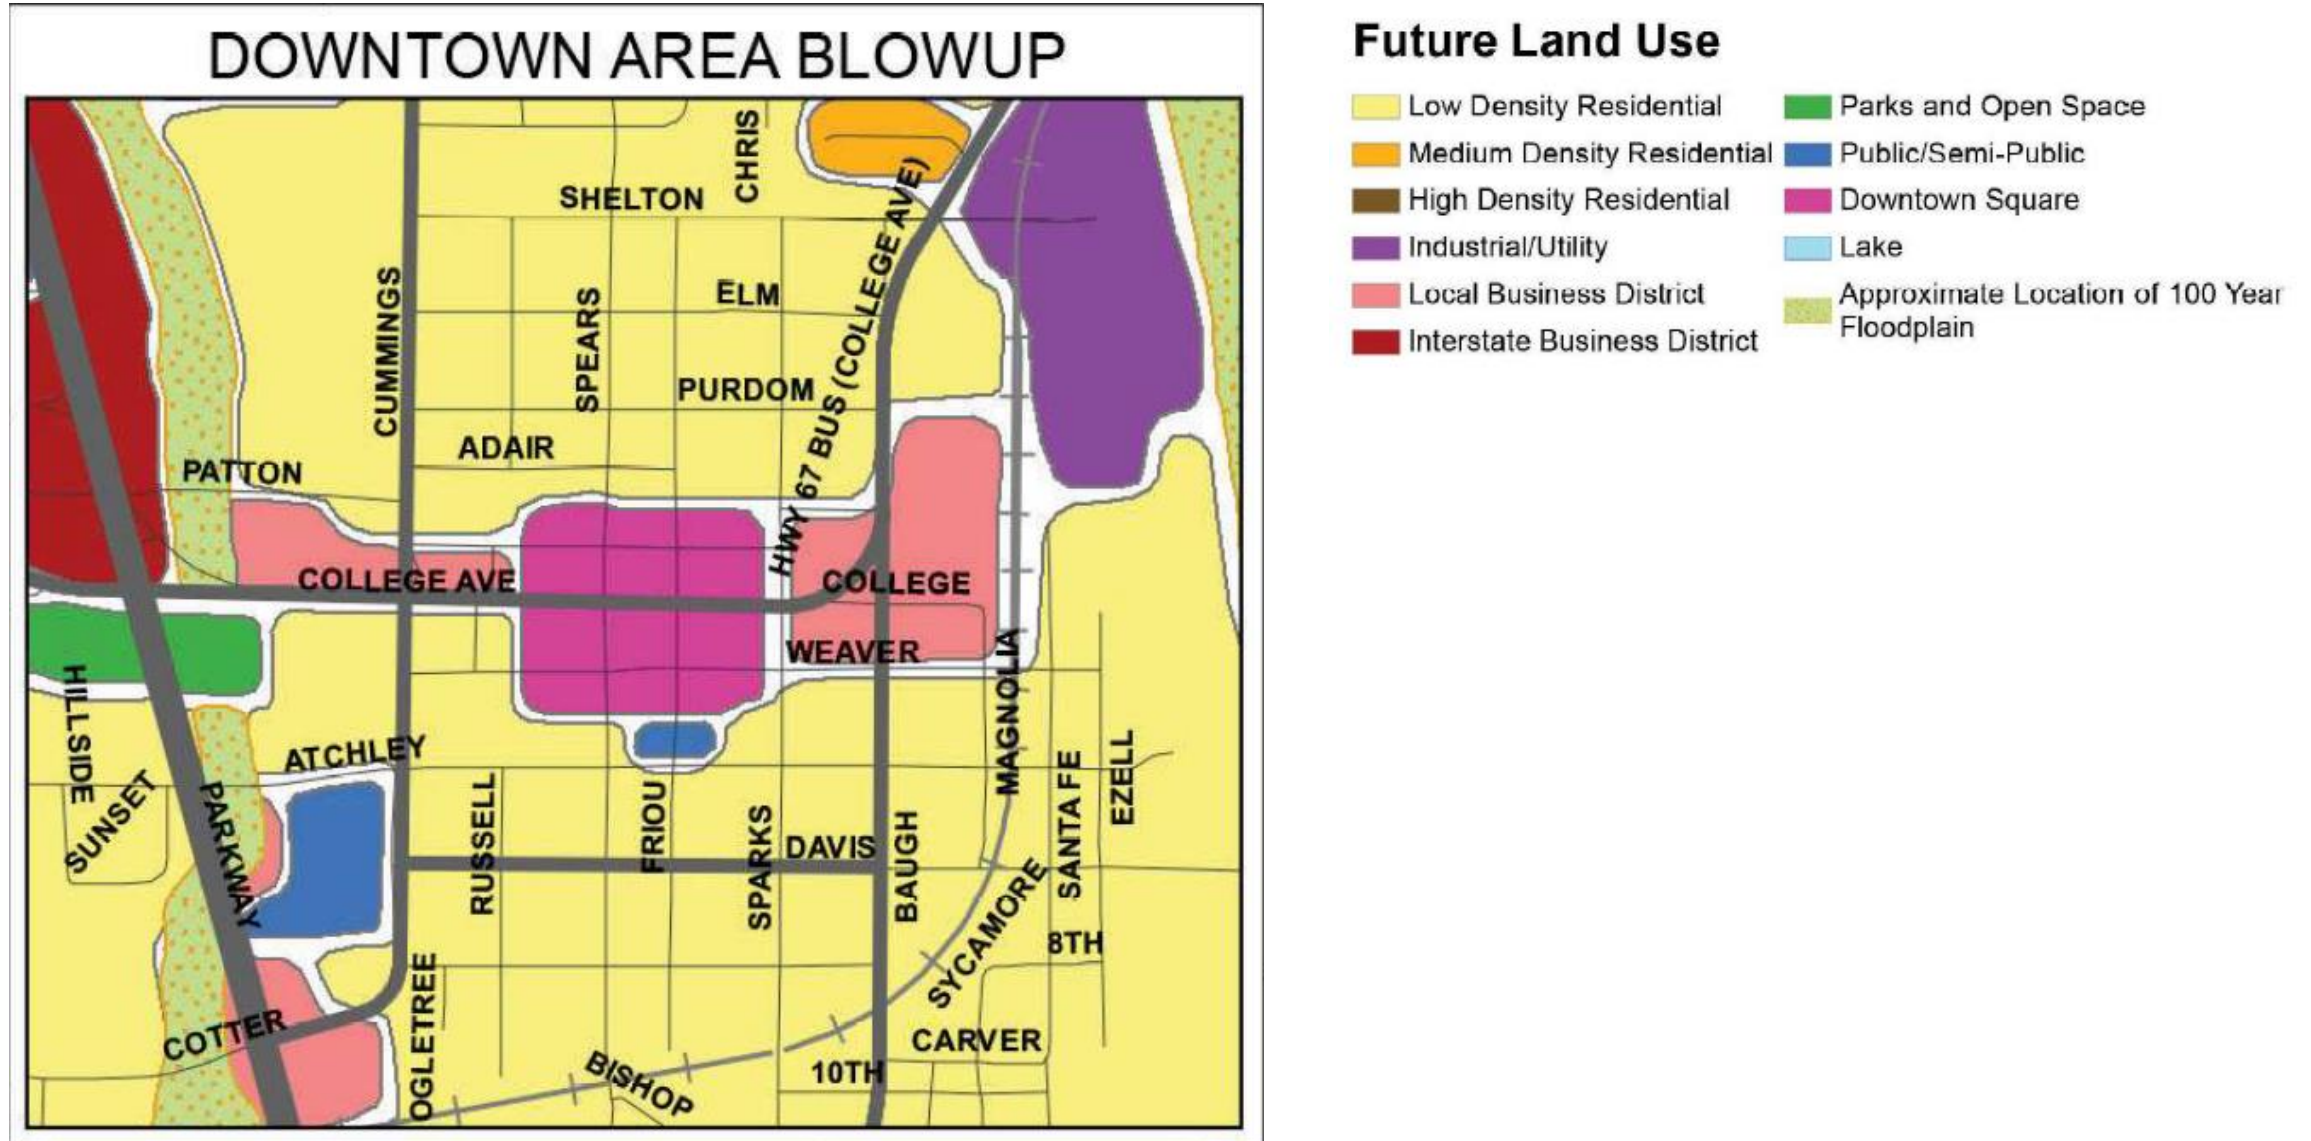 DOWNTOWN AREA BLOWUP
CHRIS
SHELTON
HWY 67 BUS (COLLEGE AVE)
CUMMINGS
SPEARS
ELM
PURDOM
ADAIR
PATTON
COLLEGE AVE
COLLEGE
WEAVER
MAGNOLIA
HILLSIDE
SUNSET
PARKWAY
ATCHLEY
RUSSELL
FRIOU
SPARKS
DAVIS
BAUGH
SANTA FE
EZELL
SYCAMORE
8TH
COTTER
OGLETREE
BISHOP
10TH
CARVER
Future Land Use
Low Density Residential
Medium Density Residential
High Density Residential
Industrial/Utility
Local Business District
Interstate Business District
Parks and Open Space
Public/Semi-Public
Downtown Square
Lake
Approximate Location of 100 Year
Floodplain